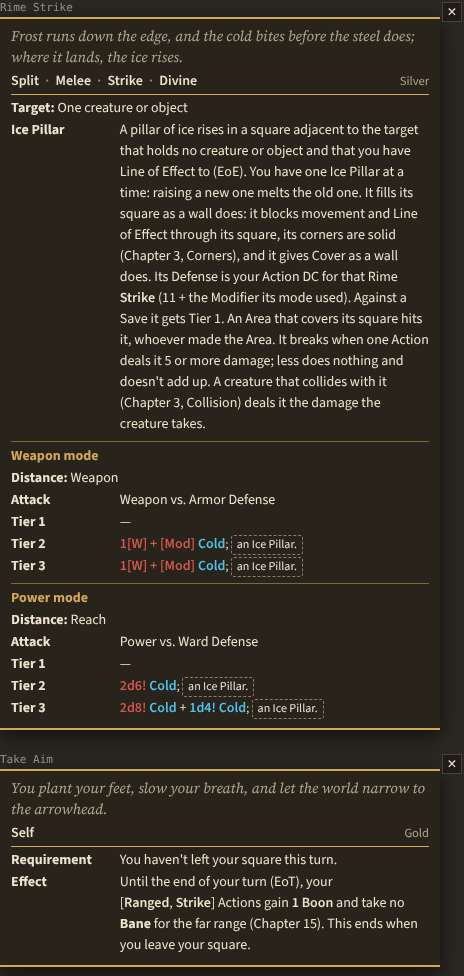 Rime Strike
✕
Frost runs down the edge, and the cold bites before the steel does;
where it lands, the ice rises.
Split · Melee · Strike · Divine
Silver
Target: One creature or object
Ice Pillar
A pillar of ice rises in a square adjacent to the target
that holds no creature or object and that you have
Line of Effect to (EoE). You have one Ice Pillar at a
time: raising a new one melts the old one. It fills its
square as a wall does: it blocks movement and Line
of Effect through its square, its corners are solid
(Chapter 3, Corners), and it gives Cover as a wall
does. Its Defense is your Action DC for that Rime
Strike (11 + the Modifier its mode used). Against a
Save it gets Tier 1. An Area that covers its square hits
it, whoever made the Area. It breaks when one Action
deals it 5 or more damage; less does nothing and
doesn't add up. A creature that collides with it
(Chapter 3, Collision) deals it the damage the
creature takes.
Weapon mode
Distance: Weapon
Attack Weapon vs. Armor Defense
Tier 1 —
Tier 2 1[W] + [Mod] Cold; an Ice Pillar.
Tier 3 1[W] + [Mod] Cold; an Ice Pillar.
Power mode
Distance: Reach
Attack Power vs. Ward Defense
Tier 1 —
Tier 2 2d6! Cold; an Ice Pillar.
Tier 3 2d8! Cold + 1d4! Cold; an Ice Pillar.
Take Aim
✕
You plant your feet, slow your breath, and let the world narrow to
the arrowhead.
Self
Gold
Requirement You haven't left your square this turn.
Effect Until the end of your turn (EoT), your
[Ranged, Strike] Actions gain 1 Boon and take no
Bane for the far range (Chapter 15). This ends when
you leave your square.